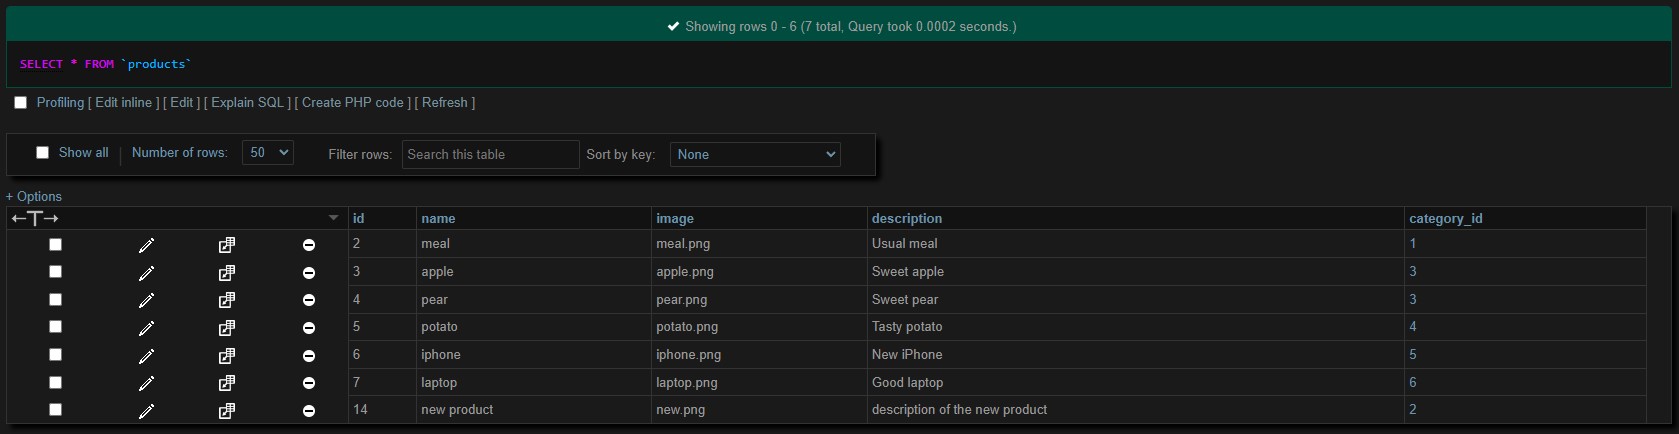 Showing rows 0 - 6 (7 total, Query took 0.0002 seconds.)
SELECT * FROM `products`
Profiling [ Edit inline ] [ Edit ] [ Explain SQL ] [ Create PHP code ] [ Refresh ]
Show all | Number of rows: 50 Filter rows: Search this table Sort by key: None
+ Options
←T→ id name image description category_id
2 meal meal.png Usual meal 1
3 apple apple.png Sweet apple 3
4 pear pear.png Sweet pear 3
5 potato potato.png Tasty potato 4
6 iphone iphone.png New iPhone 5
7 laptop laptop.png Good laptop 6
14 new product new.png description of the new product 2